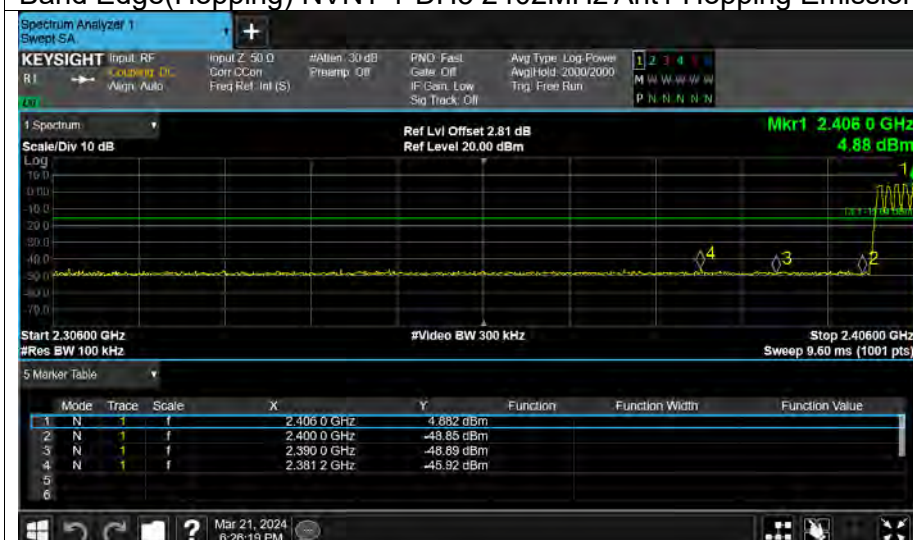 Band Edge(Hopping) NVNT 1-DH5 2402MHz Ant1 Hopping Emission
Spectrum Analyzer 1
Swept SA
+
KEYSIGHT Input: RF Input Z: 50 Ω #Atten: 30 dB PNO: Fast Avg Type: Log-Power 1 2 3 4
R L Coupling: DC Corr CCorr Preamp: Off Gate: Off Avg|Hold: 2000/2000 M W W W W W
Align: Auto Freq Ref: Int (S) IF Gain: Low Trig: Free Run
Sig Track: Off P N N N N N
1 Spectrum
Ref Lvl Offset 2.81 dB Mkr1 2.406 0 GHz
Scale/Div 10 dB Ref Level 20.00 dBm 4.88 dBm
Log
10.0
0.00
-10.0
-20.0
-30.0
-40.0
-50.0
-60.0
-70.0
1
4
3
2
Start 2.30600 GHz #Video BW 300 kHz Stop 2.40600 GHz
#Res BW 100 kHz Sweep 9.60 ms (1001 pts)
5 Marker Table
Mode Trace Scale X Y Function Function Width Function Value
1 N 1 f 2.406 0 GHz 4.882 dBm
2 N 1 f 2.400 0 GHz -48.85 dBm
3 N 1 f 2.390 0 GHz -48.89 dBm
4 N 1 f 2.381 2 GHz -45.92 dBm
5
6
? Mar 21, 2024
6:26:19 PM